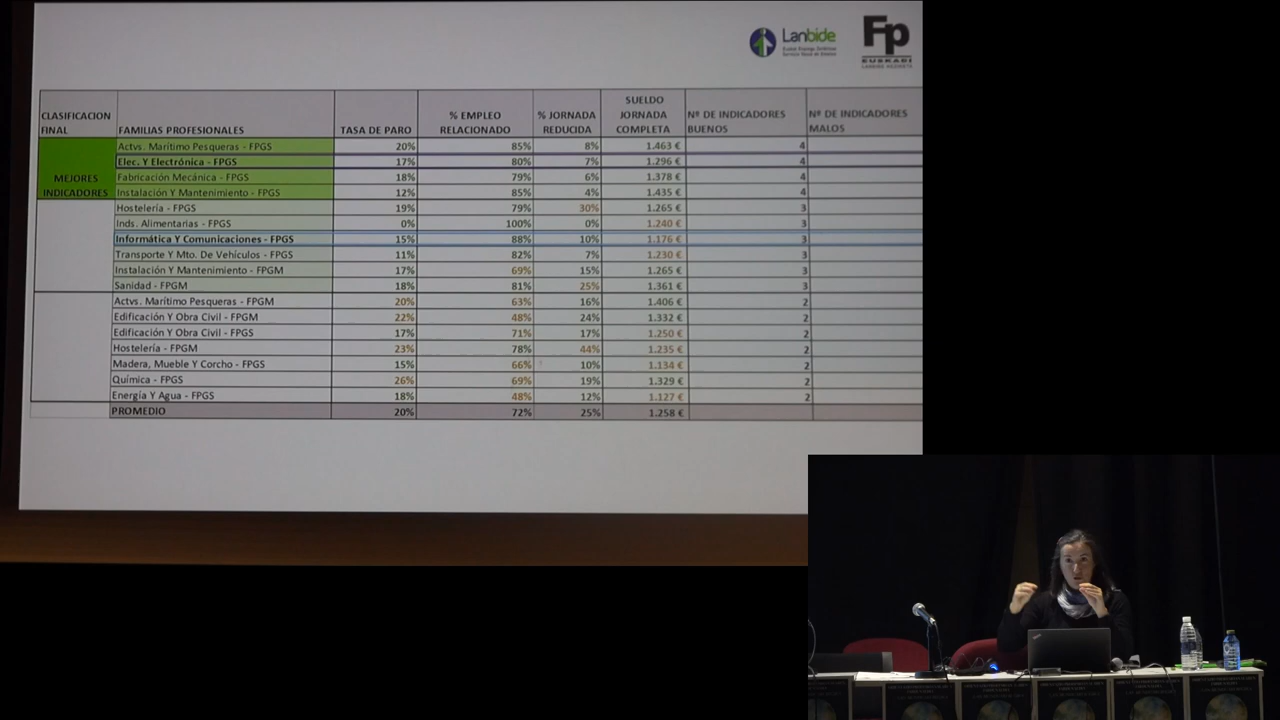 Lanbide
Fp
EUSKADI
CLASIFICACION FINAL FAMILIAS PROFESIONALES TASA DE PARO % EMPLEO RELACIONADO % JORNADA REDUCIDA SUELDO JORNADA COMPLETA Nº DE INDICADORES BUENOS Nº DE INDICADORES MALOS
MEJORES INDICADORES
Actvs. Marítimo Pesqueras - FPGS 20% 85% 8% 1.463 € 4
Elec. Y Electrónica - FPGS 17% 80% 7% 1.296 € 4
Fabricación Mecánica - FPGS 18% 79% 6% 1.378 € 4
Instalación Y Mantenimiento - FPGS 12% 85% 4% 1.435 € 4
Hostelería - FPGS 19% 79% 30% 1.265 € 3
Inds. Alimentarias - FPGS 0% 100% 0% 1.240 € 3
Informática Y Comunicaciones - FPGS 15% 88% 10% 1.176 € 3
Transporte Y Mto. De Vehículos - FPGS 11% 82% 7% 1.230 € 3
Instalación Y Mantenimiento - FPGM 17% 69% 15% 1.265 € 3
Sanidad - FPGM 18% 81% 25% 1.361 € 3
Actvs. Marítimo Pesqueras - FPGM 20% 63% 16% 1.406 € 2
Edificación Y Obra Civil - FPGM 22% 48% 24% 1.332 € 2
Edificación Y Obra Civil - FPGS 17% 71% 17% 1.250 € 2
Hostelería - FPGM 23% 78% 44% 1.235 € 2
Madera, Mueble Y Corcho - FPGM 15% 66% 10% 1.134 € 2
Química - FPGS 26% 69% 19% 1.329 € 2
Energía Y Agua - FPGS 18% 48% 12% 1.127 € 2
PROMEDIO 20% 72% 25% 1.258 €